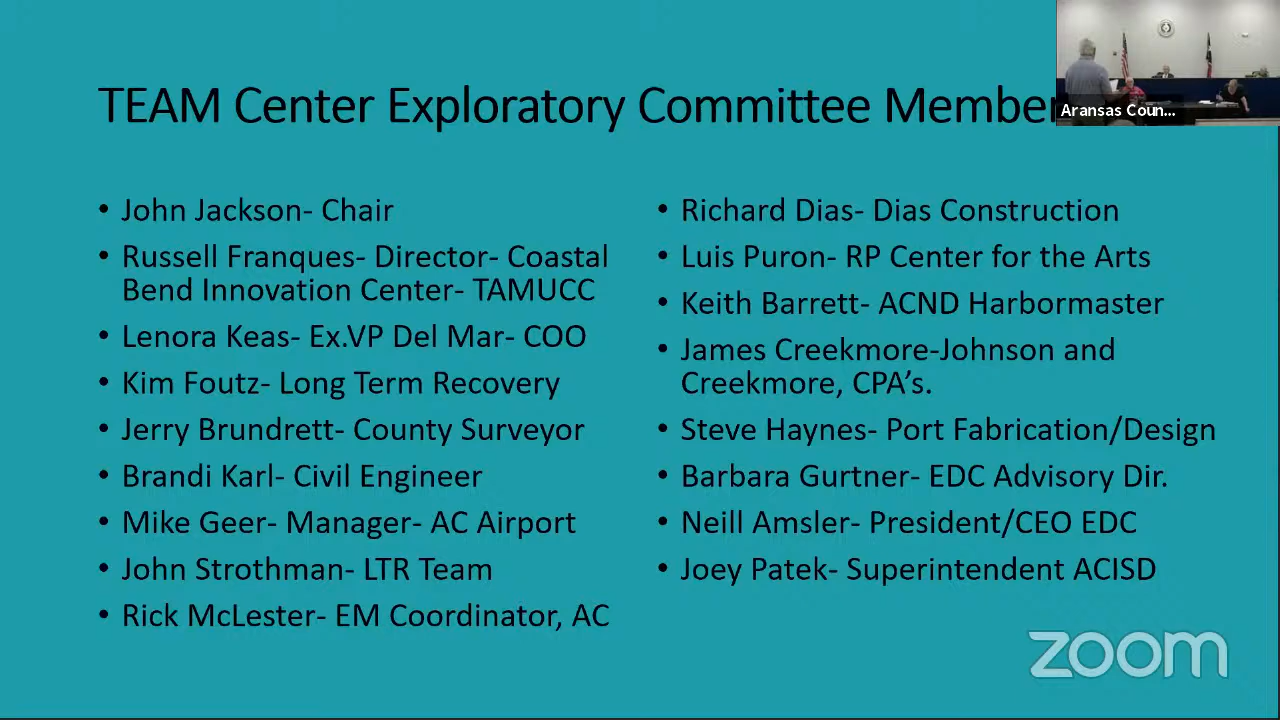 TEAM Center Exploratory Committee Member
Aransas Coun...
• John Jackson- Chair
• Russell Franques- Director- Coastal
Bend Innovation Center- TAMUCC
• Lenora Keas- Ex.VP Del Mar- COO
• Kim Foutz- Long Term Recovery
• Jerry Brundrett- County Surveyor
• Brandi Karl- Civil Engineer
• Mike Geer- Manager- AC Airport
• John Strothman- LTR Team
• Rick McLester- EM Coordinator, AC
• Richard Dias- Dias Construction
• Luis Puron- RP Center for the Arts
• Keith Barrett- ACND Harbormaster
• James Creekmore-Johnson and
Creekmore, CPA’s.
• Steve Haynes- Port Fabrication/Design
• Barbara Gurtner- EDC Advisory Dir.
• Neill Amsler- President/CEO EDC
• Joey Patek- Superintendent ACISD
zoom